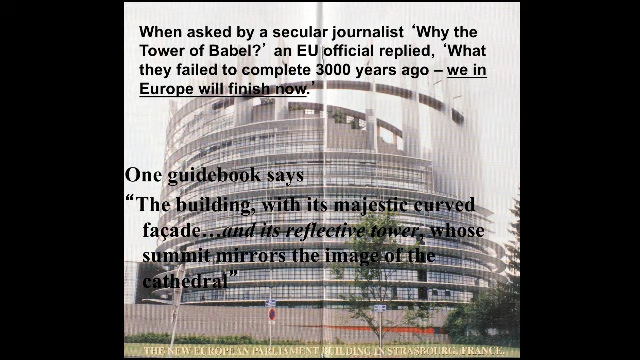 When asked by a secular journalist ‘Why the
Tower of Babel?’ an EU official replied, ‘What
they failed to complete 3000 years ago – we in
Europe will finish now.’
One guidebook says
“The building, with its majestic curved
façade…and its reflective tower, whose
summit mirrors the image of the
cathedral”
THE NEW EUROPEAN PARLIAMENT BUILDING IN STRASBOURG, FRANCE.